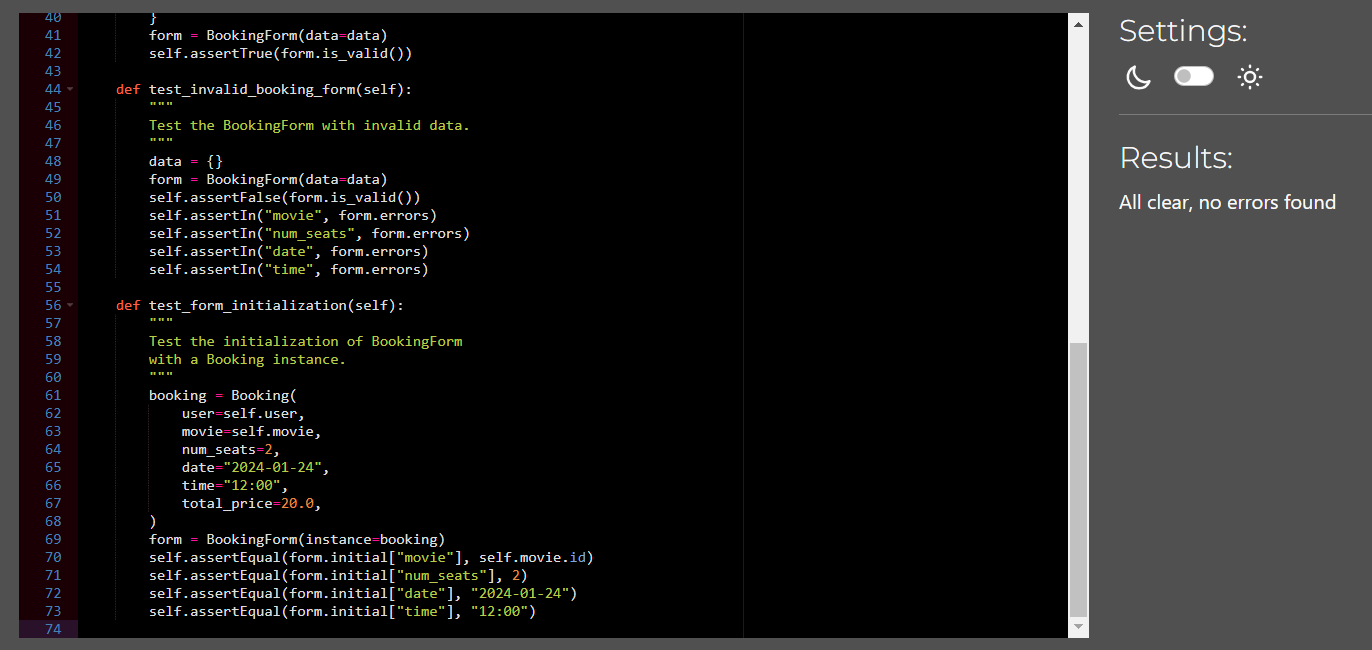 40         }
41         form = BookingForm(data=data)
42         self.assertTrue(form.is_valid())
43
44     def test_invalid_booking_form(self):
45         """
46         Test the BookingForm with invalid data.
47         """
48         data = {}
49         form = BookingForm(data=data)
50         self.assertFalse(form.is_valid())
51         self.assertIn("movie", form.errors)
52         self.assertIn("num_seats", form.errors)
53         self.assertIn("date", form.errors)
54         self.assertIn("time", form.errors)
55
56     def test_form_initialization(self):
57         """
58         Test the initialization of BookingForm
59         with a Booking instance.
60         """
61         booking = Booking(
62             user=self.user,
63             movie=self.movie,
64             num_seats=2,
65             date="2024-01-24",
66             time="12:00",
67             total_price=20.0,
68         )
69         form = BookingForm(instance=booking)
70         self.assertEqual(form.initial["movie"], self.movie.id)
71         self.assertEqual(form.initial["num_seats"], 2)
72         self.assertEqual(form.initial["date"], "2024-01-24")
73         self.assertEqual(form.initial["time"], "12:00")
74
Settings:
Results:
All clear, no errors found